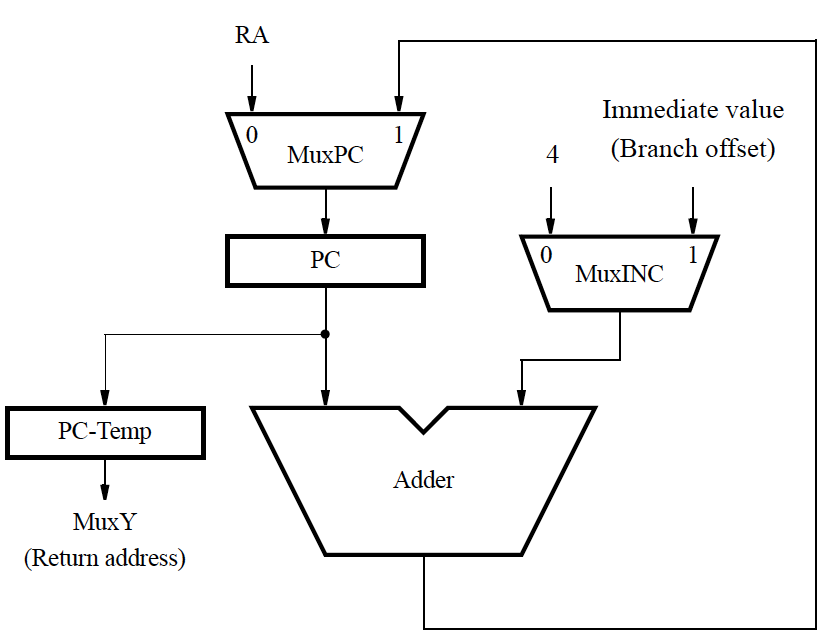 RA
Immediate value
(Branch offset)
4
0 1
MuxPC
PC
0 1
MuxINC
PC-Temp
Adder
MuxY
(Return address)